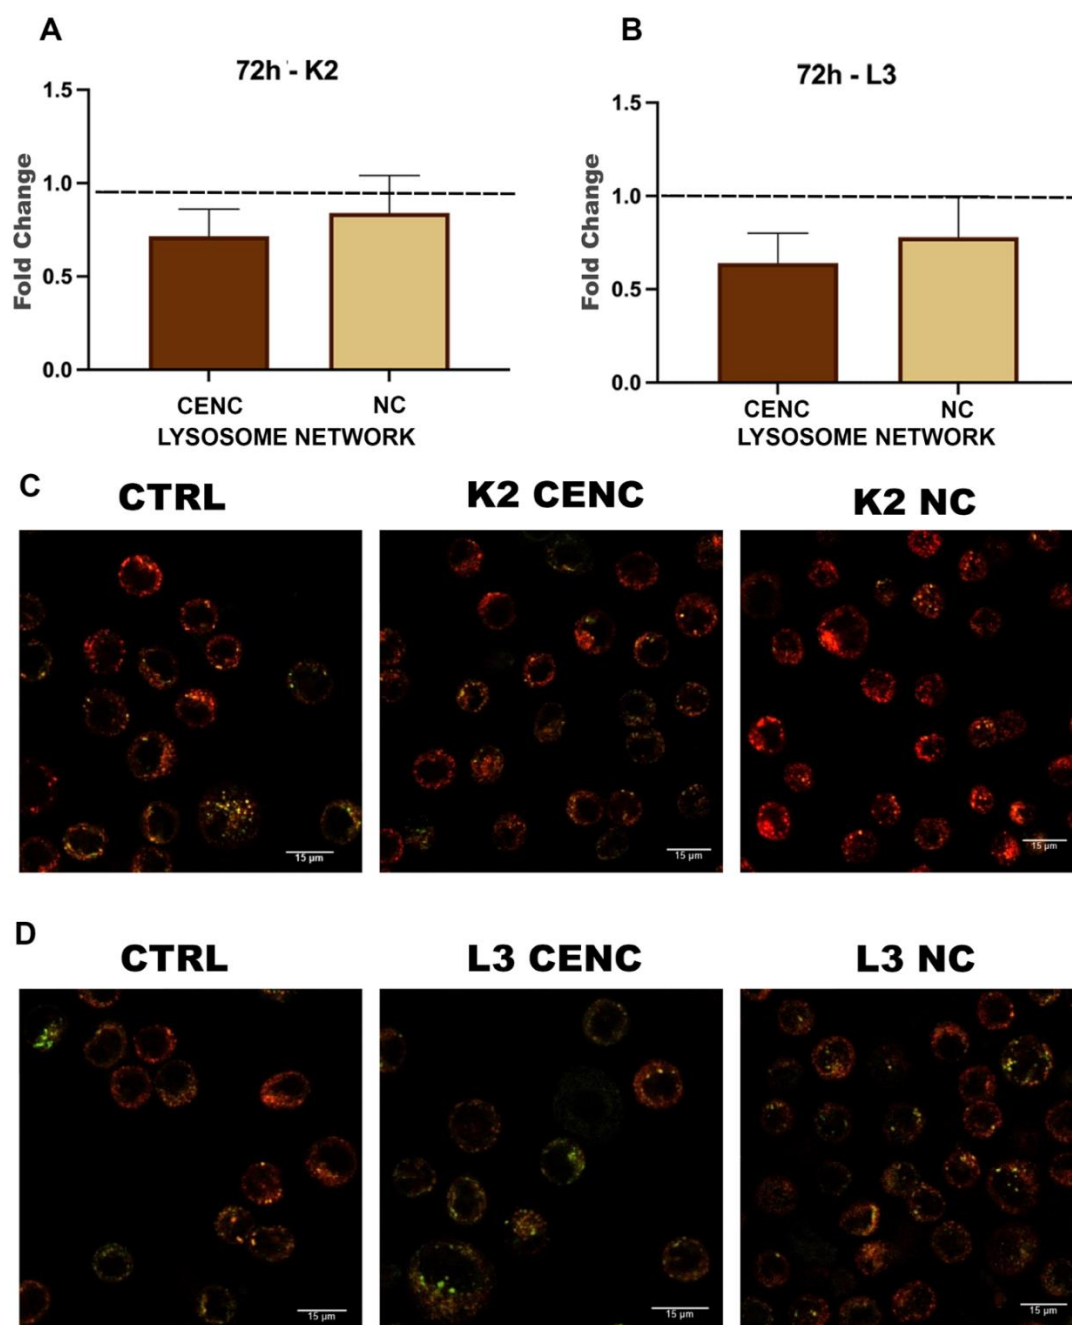 A
B
72h - K2
72h - L3
1.5
1.0
0.5
0.0
Fold Change
CENC
NC
LYSOSOME NETWORK
1.5
1.0
0.5
0.0
Fold Change
CENC
NC
LYSOSOME NETWORK
C
CTRL
K2 CENC
K2 NC
15 µm
15 µm
15 µm
D
CTRL
L3 CENC
L3 NC
15 µm
15 µm
15 µm